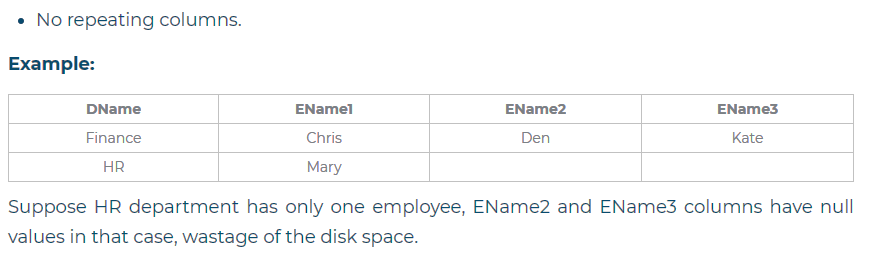 • No repeating columns.
Example:
DName EName1 EName2 EName3
Finance Chris Den Kate
HR Mary
Suppose HR department has only one employee, EName2 and EName3 columns have null
values in that case, wastage of the disk space.